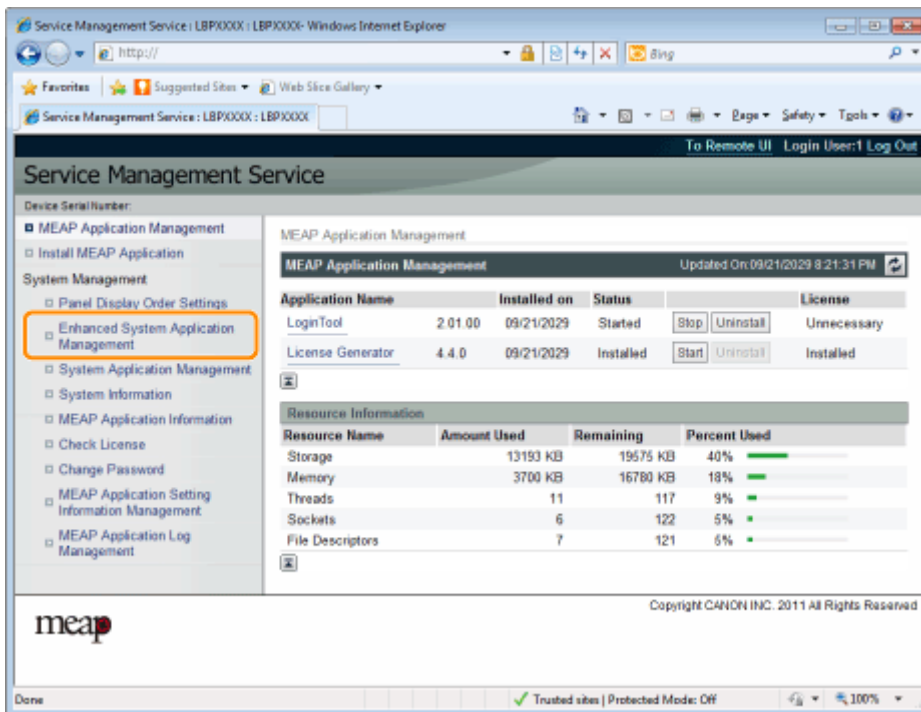 Service Management Service : LBPXXXX : LBPXXXX- Windows Internet Explorer
http://
Bing
Favorites Suggested Sites Web Slice Gallery
Service Management Service : LBPXXXX : LBPXXXX
Page Safety Tools
To Remote UI Login User:1 Log Out
Service Management Service
Device Serial Number:
MEAP Application Management
Install MEAP Application
System Management
Panel Display Order Settings
Enhanced System Application
Management
System Application Management
System Information
MEAP Application Information
Check License
Change Password
MEAP Application Setting
Information Management
MEAP Application Log
Management
MEAP Application Management
MEAP Application Management Updated On:09/21/2029 8:21:31 PM
Application Name Installed on Status License
LoginTool 2.01.00 09/21/2029 Started Stop Uninstall Unnecessary
License Generator 4.4.0 09/21/2029 Installed Start Uninstall Installed
Resource Information
Resource Name Amount Used Remaining Percent Used
Storage 13193 KB 19575 KB 40%
Memory 3700 KB 16780 KB 18%
Threads 11 117 9%
Sockets 6 122 5%
File Descriptors 7 121 6%
Copyright CANON INC. 2011 All Rights Reserved
meap
Done Trusted sites | Protected Mode: Off 100%